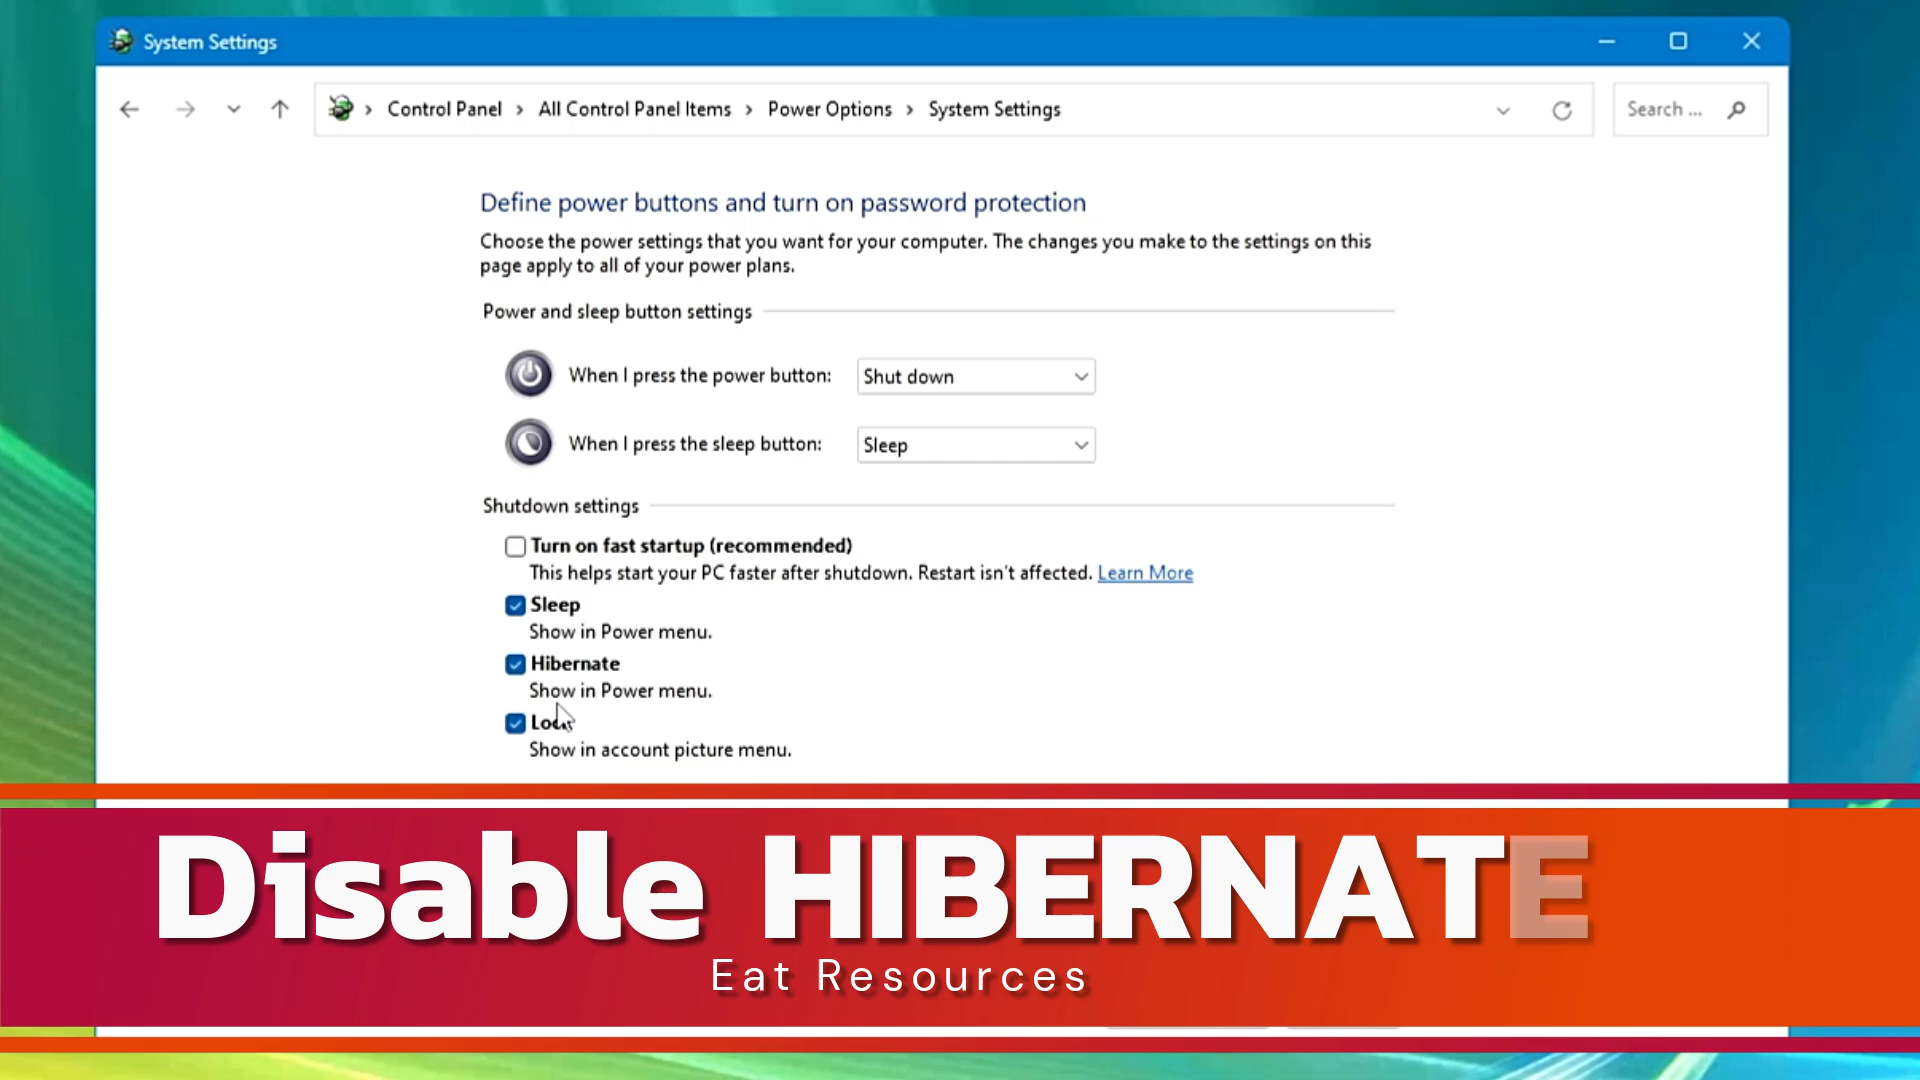 System Settings
Control Panel > All Control Panel Items > Power Options > System Settings
Search ...
Define power buttons and turn on password protection
Choose the power settings that you want for your computer. The changes you make to the settings on this
page apply to all of your power plans.
Power and sleep button settings
When I press the power button: Shut down
When I press the sleep button: Sleep
Shutdown settings
Turn on fast startup (recommended)
This helps start your PC faster after shutdown. Restart isn't affected. Learn More
Sleep
Show in Power menu.
Hibernate
Show in Power menu.
Lock
Show in account picture menu.
Disable HIBERNATE
Eat Resources